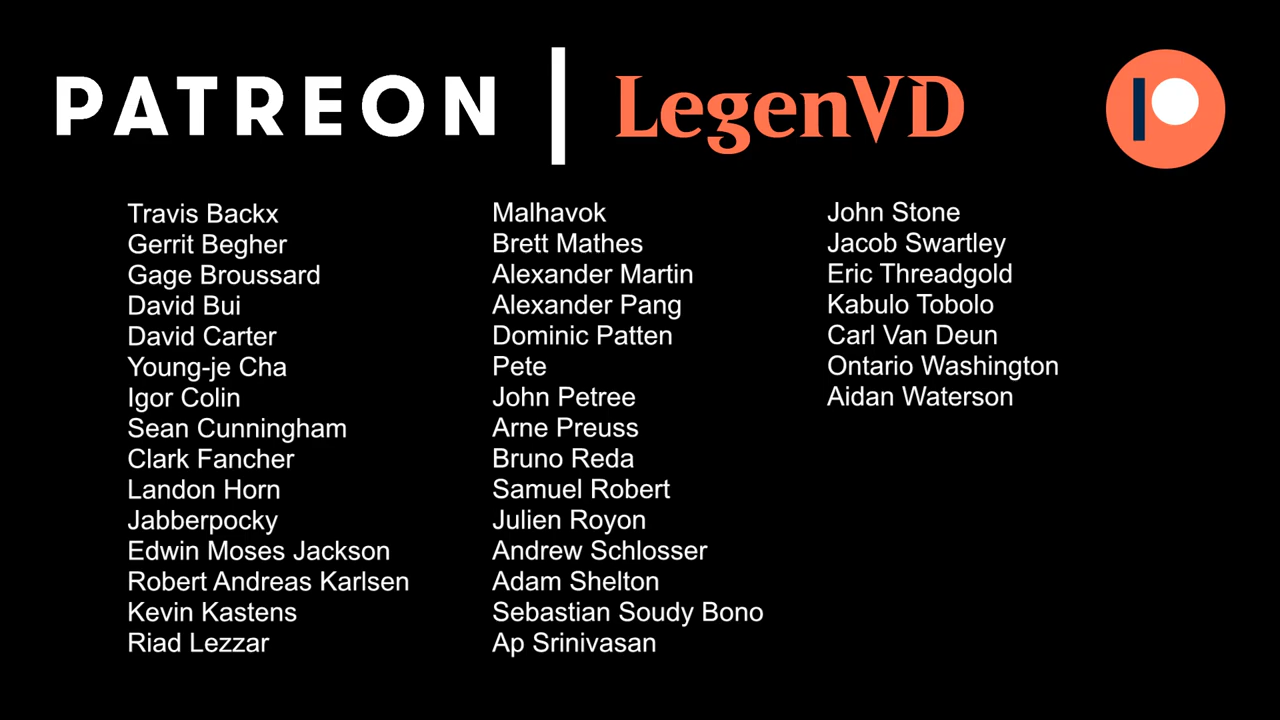 PATREON | LegenVD
Travis Backx
Gerrit Begher
Gage Broussard
David Bui
David Carter
Young-je Cha
Igor Colin
Sean Cunningham
Clark Fancher
Landon Horn
Jabberpocky
Edwin Moses Jackson
Robert Andreas Karlsen
Kevin Kastens
Riad Lezzar
Malhavok
Brett Mathes
Alexander Martin
Alexander Pang
Dominic Patten
Pete
John Petree
Arne Preuss
Bruno Reda
Samuel Robert
Julien Royon
Andrew Schlosser
Adam Shelton
Sebastian Soudy Bono
Ap Srinivasan
John Stone
Jacob Swartley
Eric Threadgold
Kabulo Tobolo
Carl Van Deun
Ontario Washington
Aidan Waterson